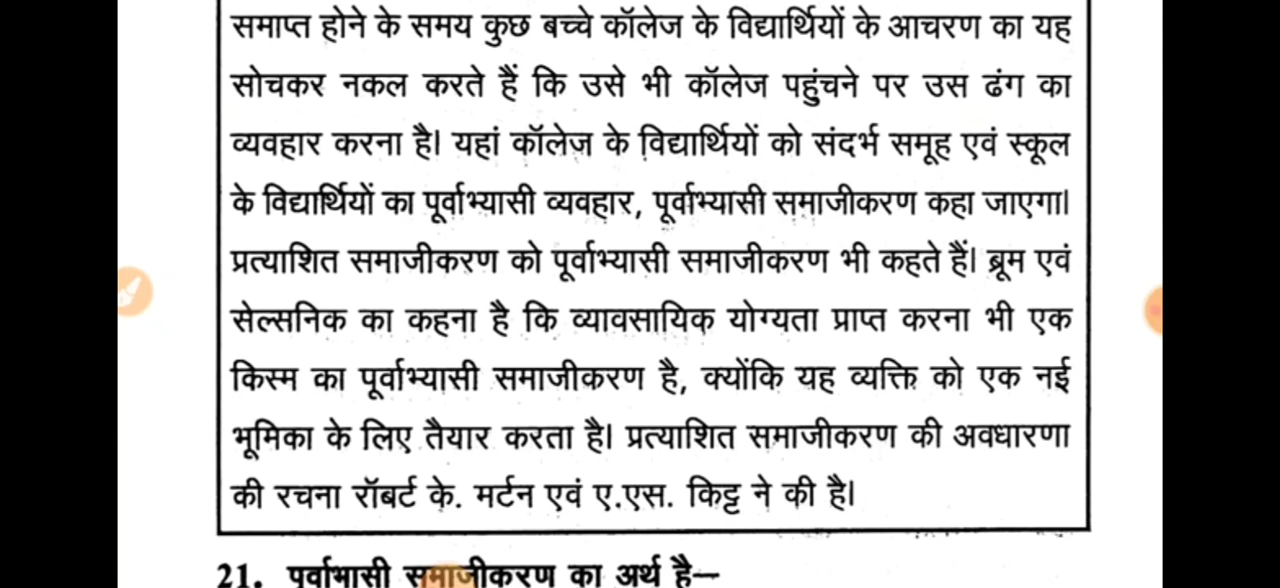 समाप्त होने के समय कुछ बच्चे कॉलेज के विद्यार्थियों के आचरण का यह
सोचकर नकल करते हैं कि उसे भी कॉलेज पहुंचने पर उस ढंग का
व्यवहार करना है। यहां कॉलेज के विद्यार्थियों को संदर्भ समूह एवं स्कूल
के विद्यार्थियों का पूर्वाभ्यासी व्यवहार, पूर्वाभ्यासी समाजीकरण कहा जाएगा।
प्रत्याशित समाजीकरण को पूर्वाभ्यासी समाजीकरण भी कहते हैं। ब्रूम एवं
सेल्सनिक का कहना है कि व्यावसायिक योग्यता प्राप्त करना भी एक
किस्म का पूर्वाभ्यासी समाजीकरण है, क्योंकि यह व्यक्ति को एक नई
भूमिका के लिए तैयार करता है। प्रत्याशित समाजीकरण की अवधारणा
की रचना रॉबर्ट के. मर्टन एवं ए.एस. किट्ट ने की है।
21. पूर्वाभासी समाजीकरण का अर्थ है—